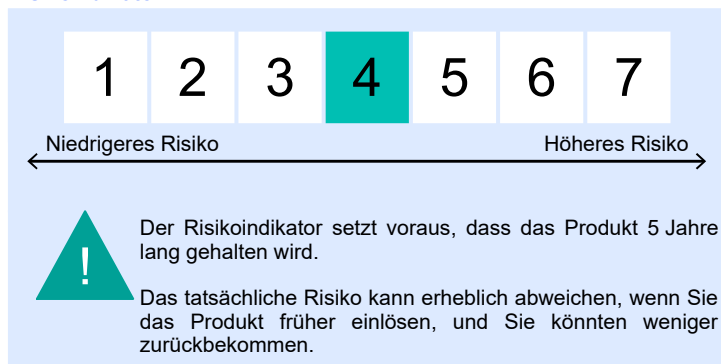 1 2 3 4 5 6 7
Niedrigeres Risiko Höheres Risiko
!
Der Risikoindikator setzt voraus, dass das Produkt 5 Jahre
lang gehalten wird.
Das tatsächliche Risiko kann erheblich abweichen, wenn Sie
das Produkt früher einlösen, und Sie könnten weniger
zurückbekommen.